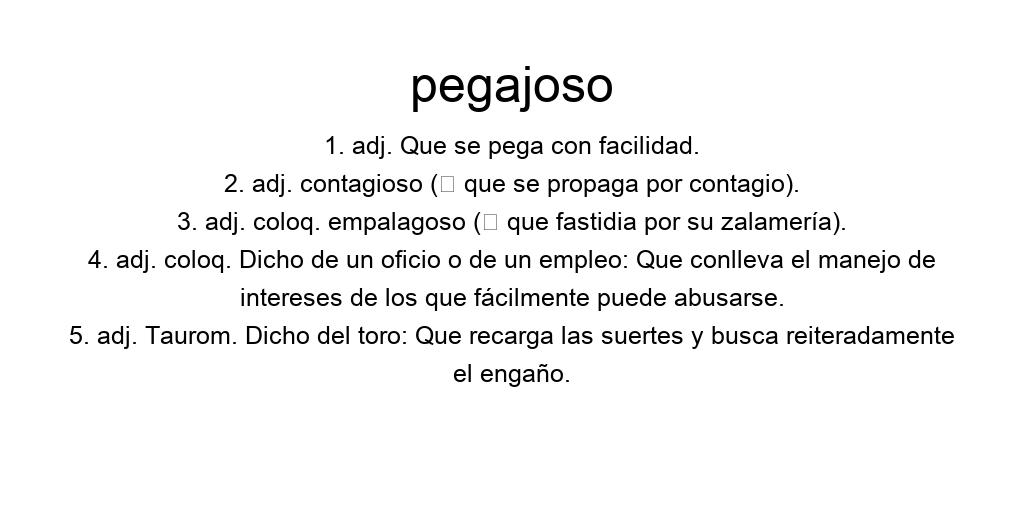 pegajoso
1. adj. Que se pega con facilidad.
2. adj. contagioso (□ que se propaga por contagio).
3. adj. coloq. empalagoso (□ que fastidia por su zalamería).
4. adj. coloq. Dicho de un oficio o de un empleo: Que conlleva el manejo de
intereses de los que fácilmente puede abusarse.
5. adj. Taurom. Dicho del toro: Que recarga las suertes y busca reiteradamente
el engaño.